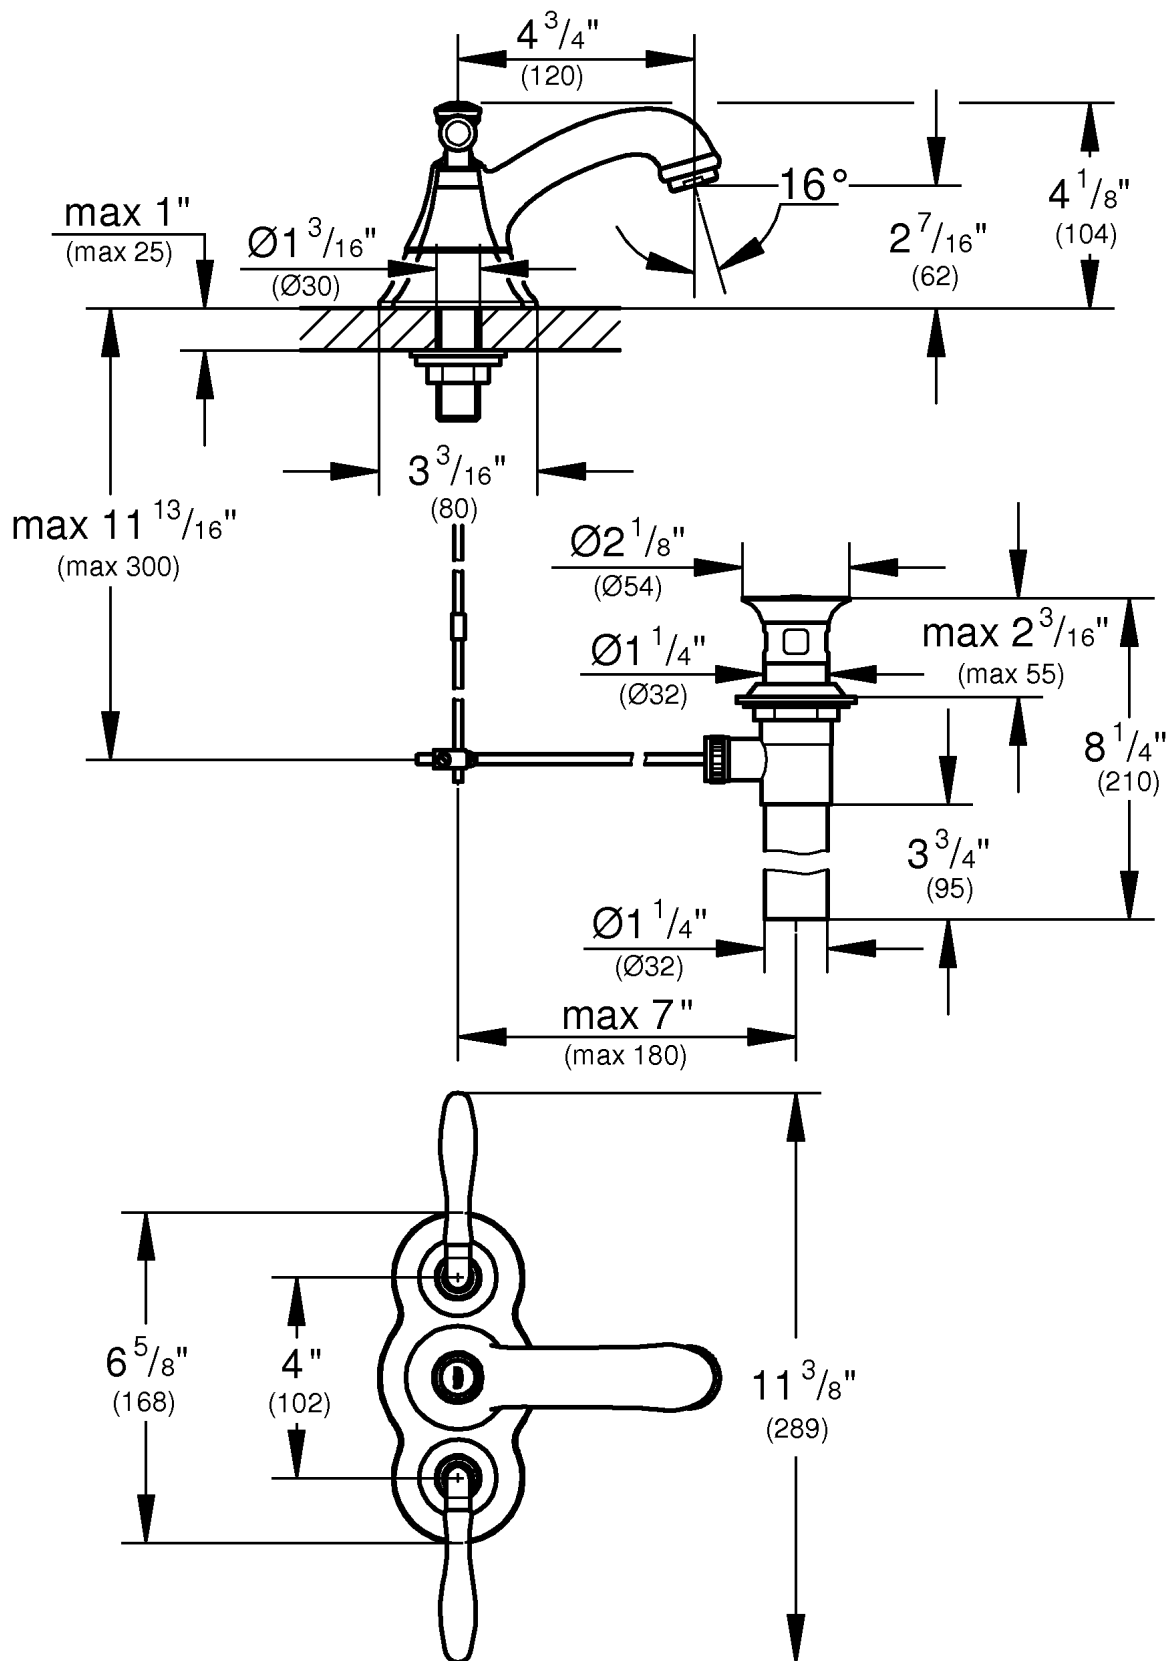 4 3/4"
(120)
16°
4 1/8"
(104)
max 1"
(max 25)
Ø1 3/16"
(Ø30)
2 7/16"
(62)
3 3/16"
(80)
max 11 13/16"
(max 300)
Ø2 1/8"
(Ø54)
max 2 3/16"
(max 55)
Ø1 1/4"
(Ø32)
8 1/4"
(210)
3 3/4"
(95)
Ø1 1/4"
(Ø32)
max 7"
(max 180)
6 5/8"
(168)
4"
(102)
11 3/8"
(289)